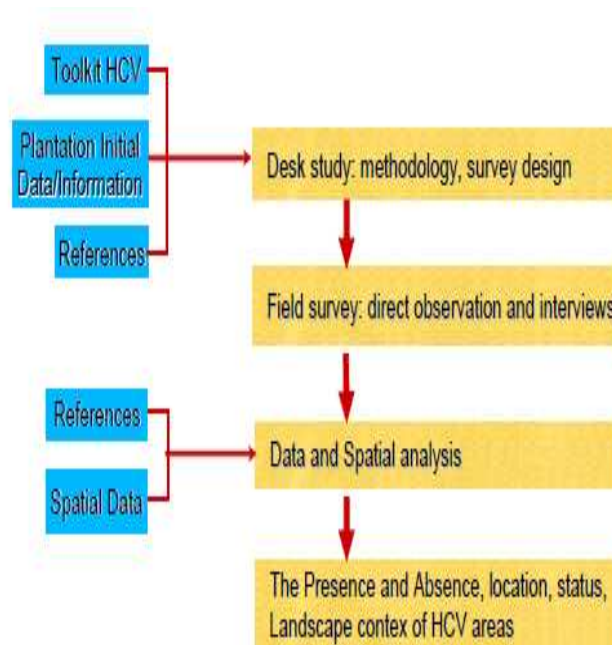 Toolkit HCV
Plantation Initial
Data/Information
References
Desk study: methodology, survey design
Field survey: direct observation and interviews
References
Spatial Data
Data and Spatial analysis
The Presence and Absence, location, status,
Landscape contex of HCV areas